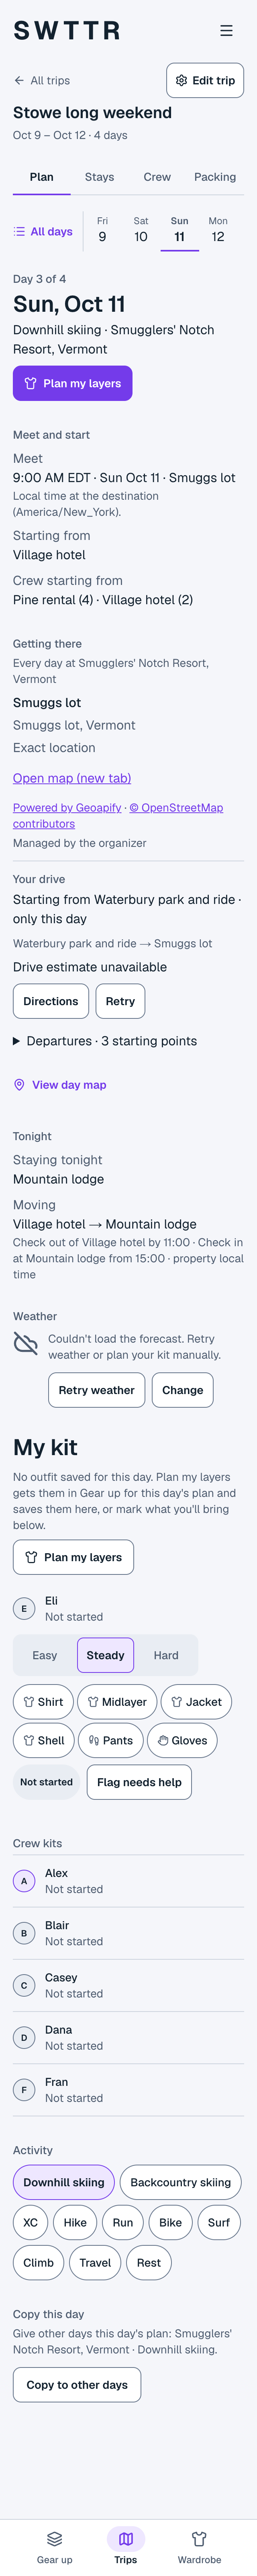 SWTTR
All trips
Edit trip
Stowe long weekend
Oct 9 – Oct 12 · 4 days
Plan
Stays
Crew
Packing
All days
Fri
9
Sat
10
Sun
11
Mon
12
Day 3 of 4
Sun, Oct 11
Downhill skiing · Smugglers' Notch
Resort, Vermont
Plan my layers
Meet and start
Meet
9:00 AM EDT · Sun Oct 11 · Smuggs lot
Local time at the destination
(America/New_York).
Starting from
Village hotel
Crew starting from
Pine rental (4) · Village hotel (2)
Getting there
Every day at Smugglers' Notch Resort,
Vermont
Smuggs lot
Smuggs lot, Vermont
Exact location
Open map (new tab)
Powered by Geoapify · © OpenStreetMap
contributors
Managed by the organizer
Your drive
Starting from Waterbury park and ride ·
only this day
Waterbury park and ride → Smuggs lot
Drive estimate unavailable
Directions
Retry
Departures · 3 starting points
View day map
Tonight
Staying tonight
Mountain lodge
Moving
Village hotel → Mountain lodge
Check out of Village hotel by 11:00 · Check in
at Mountain lodge from 15:00 · property local
time
Weather
Couldn't load the forecast. Retry
weather or plan your kit manually.
Retry weather
Change
My kit
No outfit saved for this day. Plan my layers
gets them in Gear up for this day's plan and
saves them here, or mark what you'll bring
below.
Plan my layers
E
Eli
Not started
Easy
Steady
Hard
Shirt
Midlayer
Jacket
Shell
Pants
Gloves
Not started
Flag needs help
Crew kits
A
Alex
Not started
B
Blair
Not started
C
Casey
Not started
D
Dana
Not started
F
Fran
Not started
Activity
Downhill skiing
Backcountry skiing
XC
Hike
Run
Bike
Surf
Climb
Travel
Rest
Copy this day
Give other days this day's plan: Smugglers'
Notch Resort, Vermont · Downhill skiing.
Copy to other days
Gear up
Trips
Wardrobe